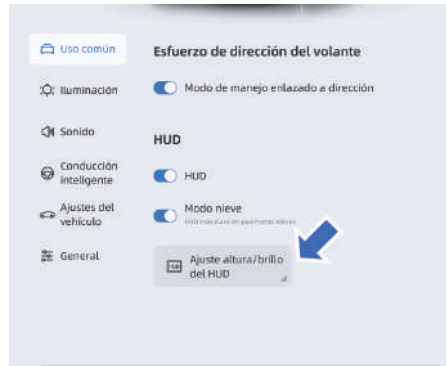 Uso común
Iluminación
Sonido
Conducción
inteligente
Ajustes del
vehículo
General
Esfuerzo de dirección del volante
Modo de manejo enlazado a dirección
HUD
HUD
Modo nieve
Ajuste altura/brillo
del HUD